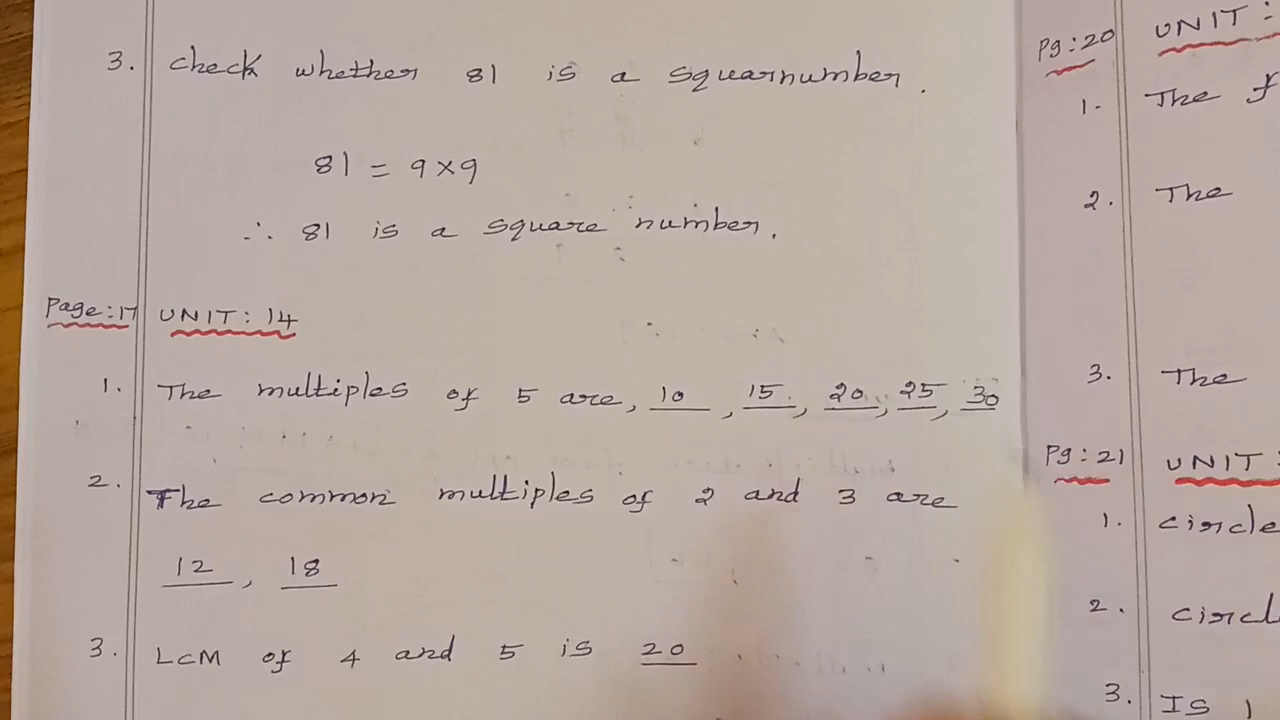 3. check whether 81 is a squarnumber.
81 = 9×9
∴ 81 is a square number.
Page:17 UNIT: 14
1. The multiples of 5 are, 10, 15, 20, 25, 30
2. The common multiples of 2 and 3 are
12, 18
3. LCM of 4 and 5 is 20
Pg:20 UNIT:
1. The
2. The
3. The
Pg:21 UNIT:
1. circle
2. circl
3. Is